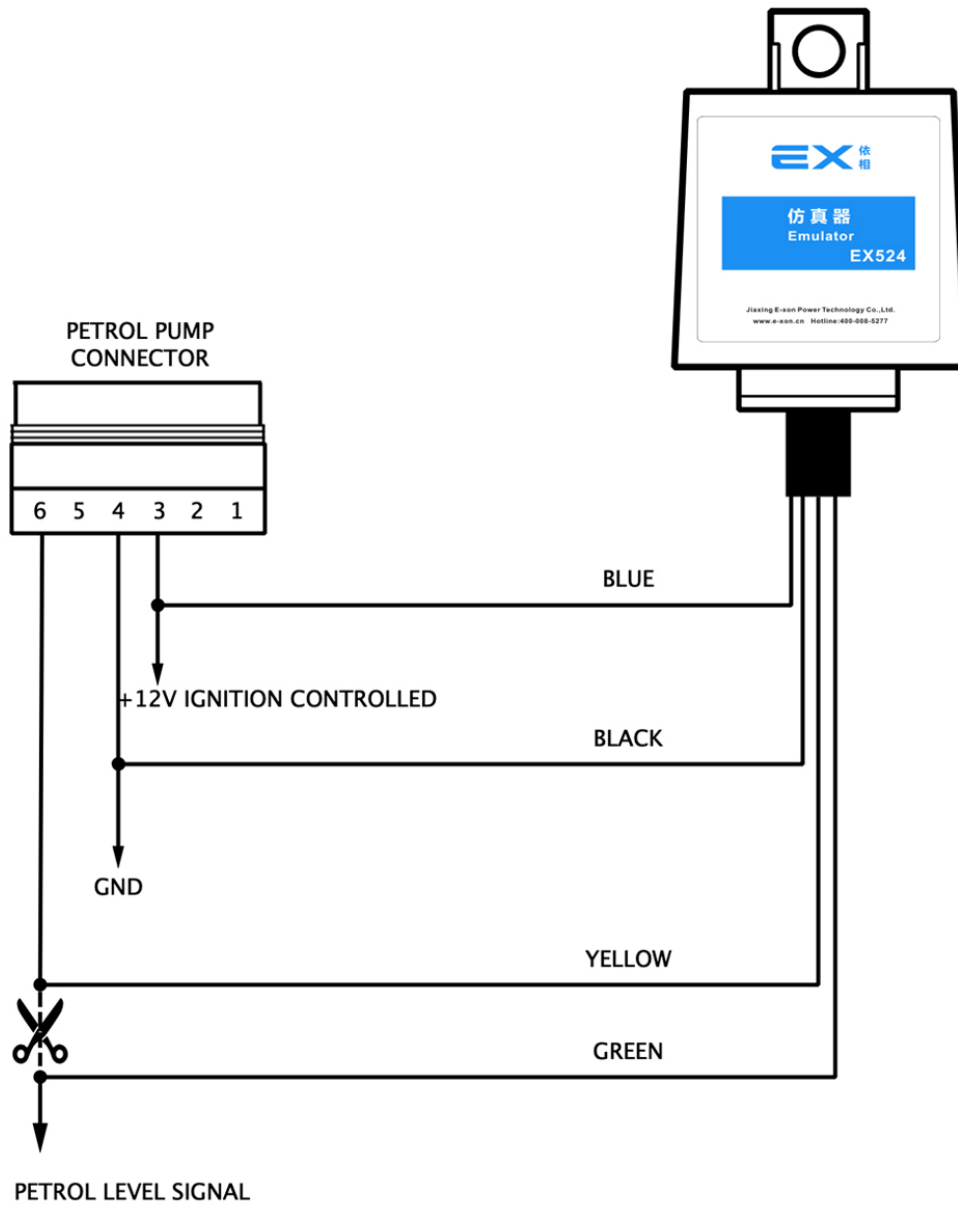 EX 依相
仿真器
Emulator
EX524
Jiaxing E-xon Power Technology Co.,Ltd.
www.e-xon.cn Hotline:400-008-5277
PETROL PUMP
CONNECTOR
6 5 4 3 2 1
BLUE
+12V IGNITION CONTROLLED
BLACK
GND
YELLOW
GREEN
PETROL LEVEL SIGNAL